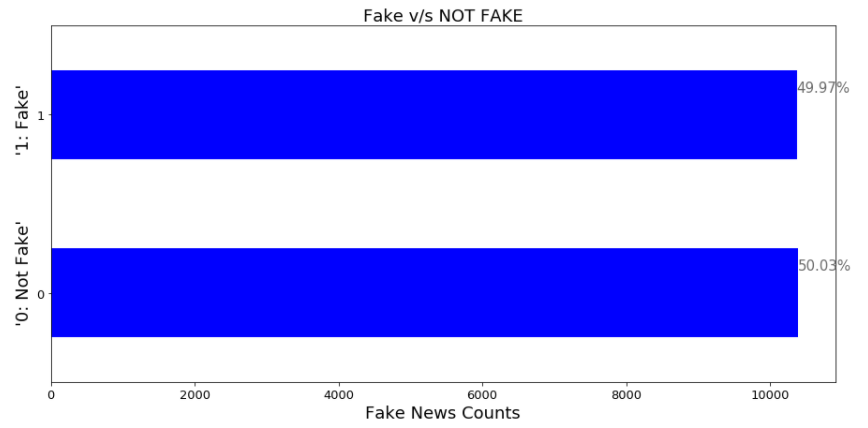 Fake v/s NOT FAKE
'1: Fake'
1
49.97%
'0: Not Fake'
0
50.03%
0 2000 4000 6000 8000 10000
Fake News Counts